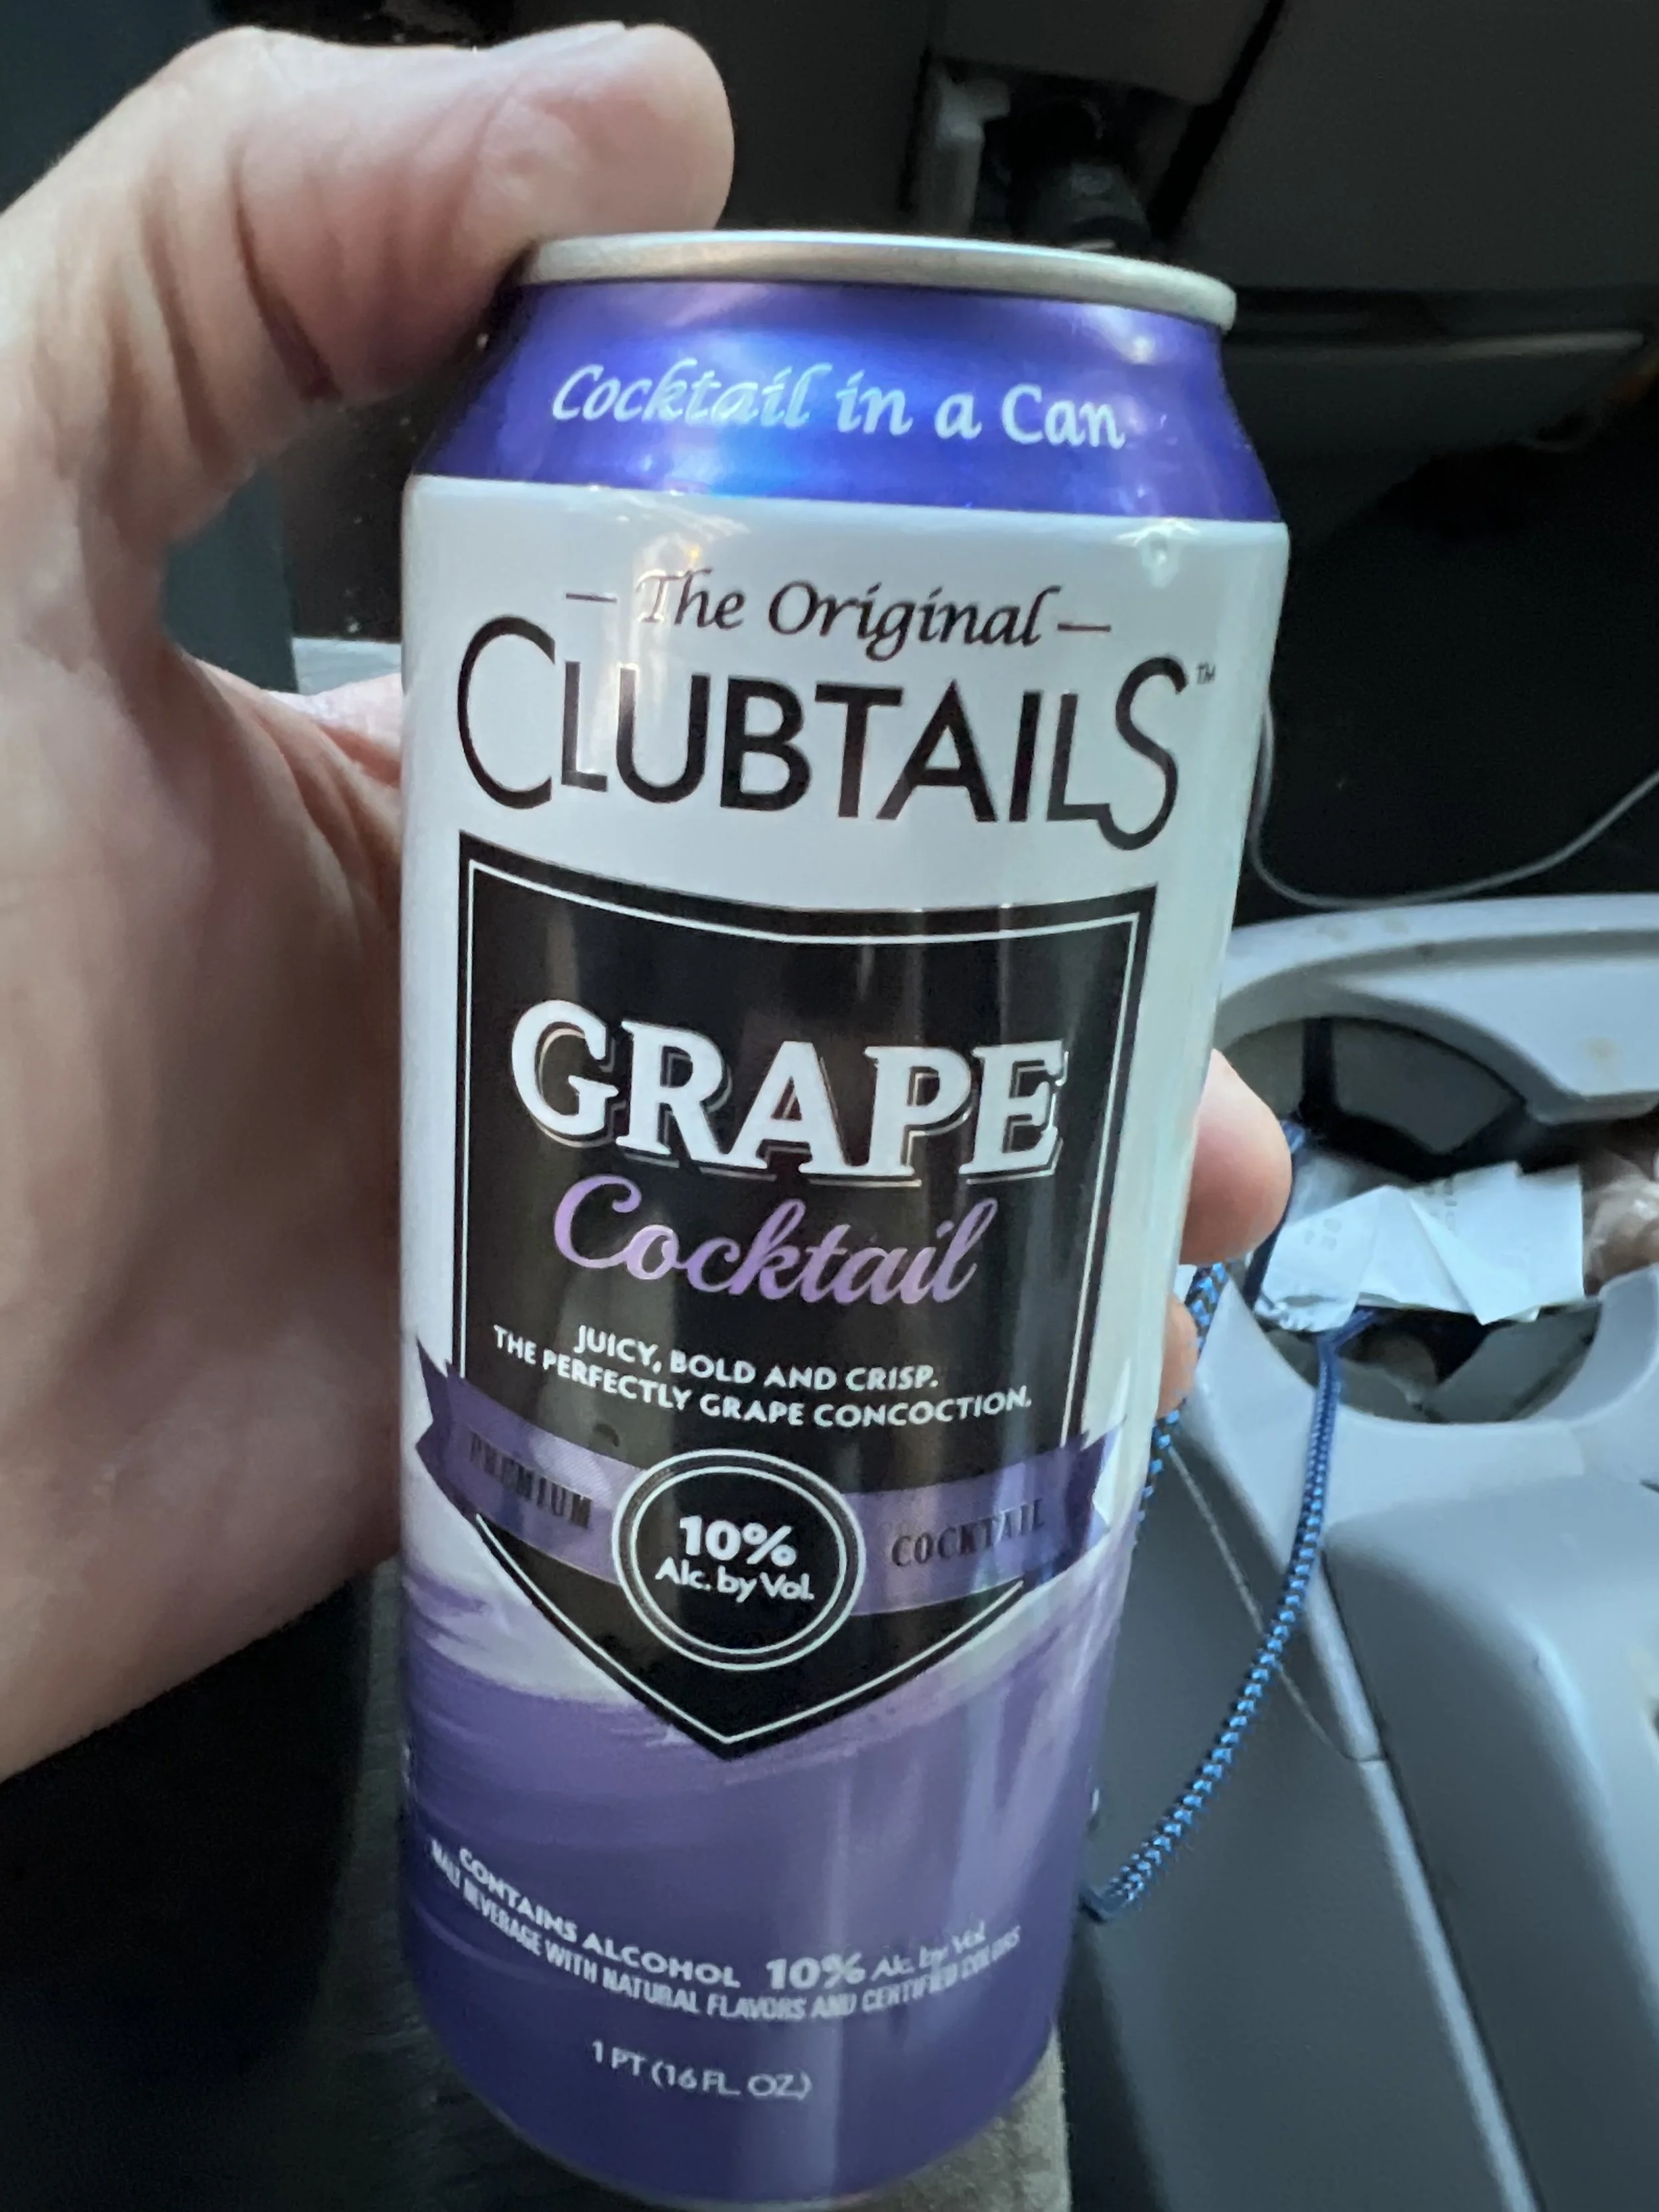 Cocktail in a Can
— The Original —
CLUBTAILS™
GRAPE
Cocktail
JUICY, BOLD AND CRISP.
THE PERFECTLY GRAPE CONCOCTION.
PREMIUM
10%
Alc. by Vol.
COCKTAIL
CONTAINS ALCOHOL 10% Alc. by Vol
MALT BEVERAGE WITH NATURAL FLAVORS AND CERTIFIED COLORS
1 PT (16 FL. OZ.)